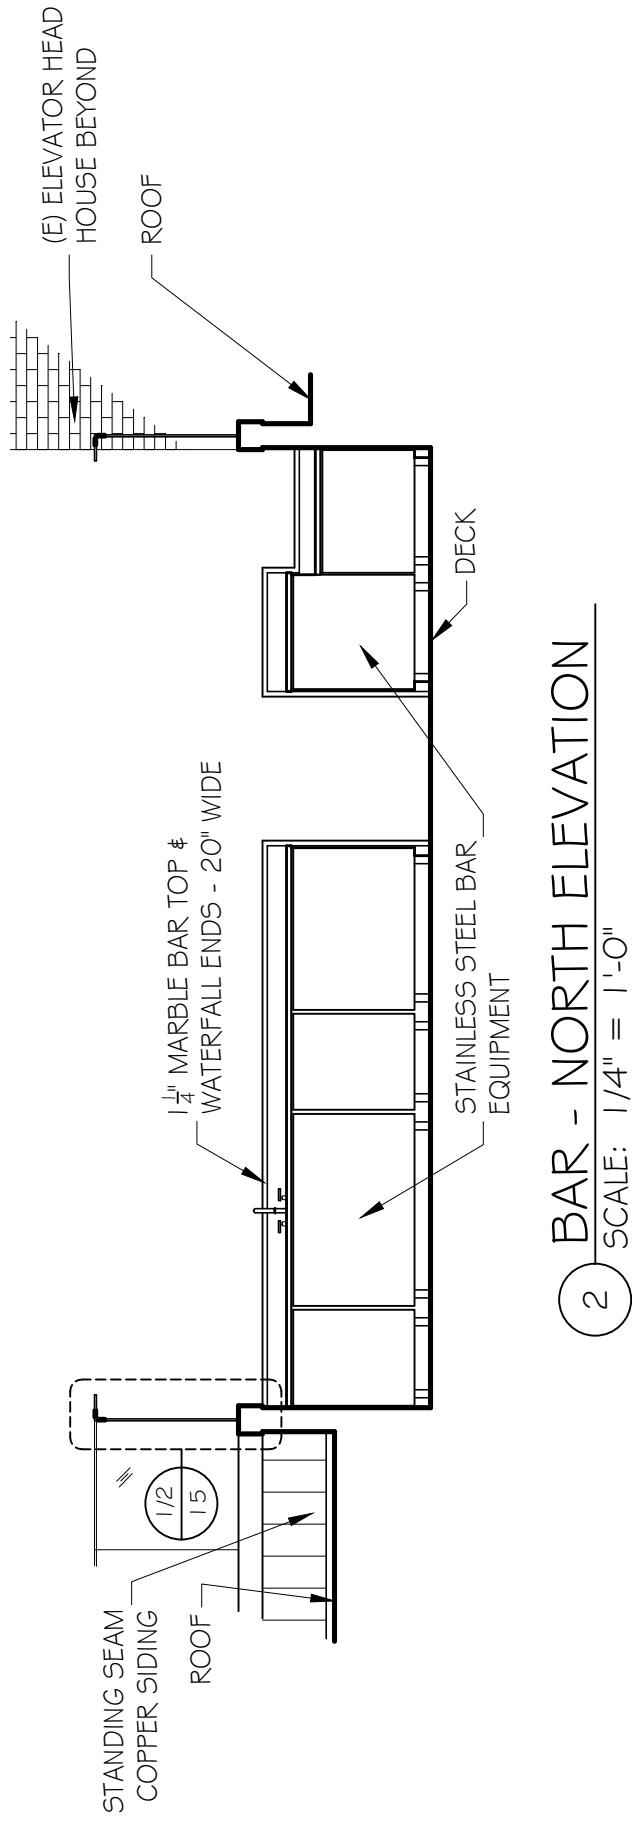 STANDING SEAM
COPPER SIDING
ROOF
1/2
15
1 1/4" MARBLE BAR TOP &
WATERFALL ENDS - 20" WIDE
(E) ELEVATOR HEAD
HOUSE BEYOND
ROOF
STAINLESS STEEL BAR
EQUIPMENT
DECK
2
BAR - NORTH ELEVATION
SCALE: 1/4" = 1'-0"